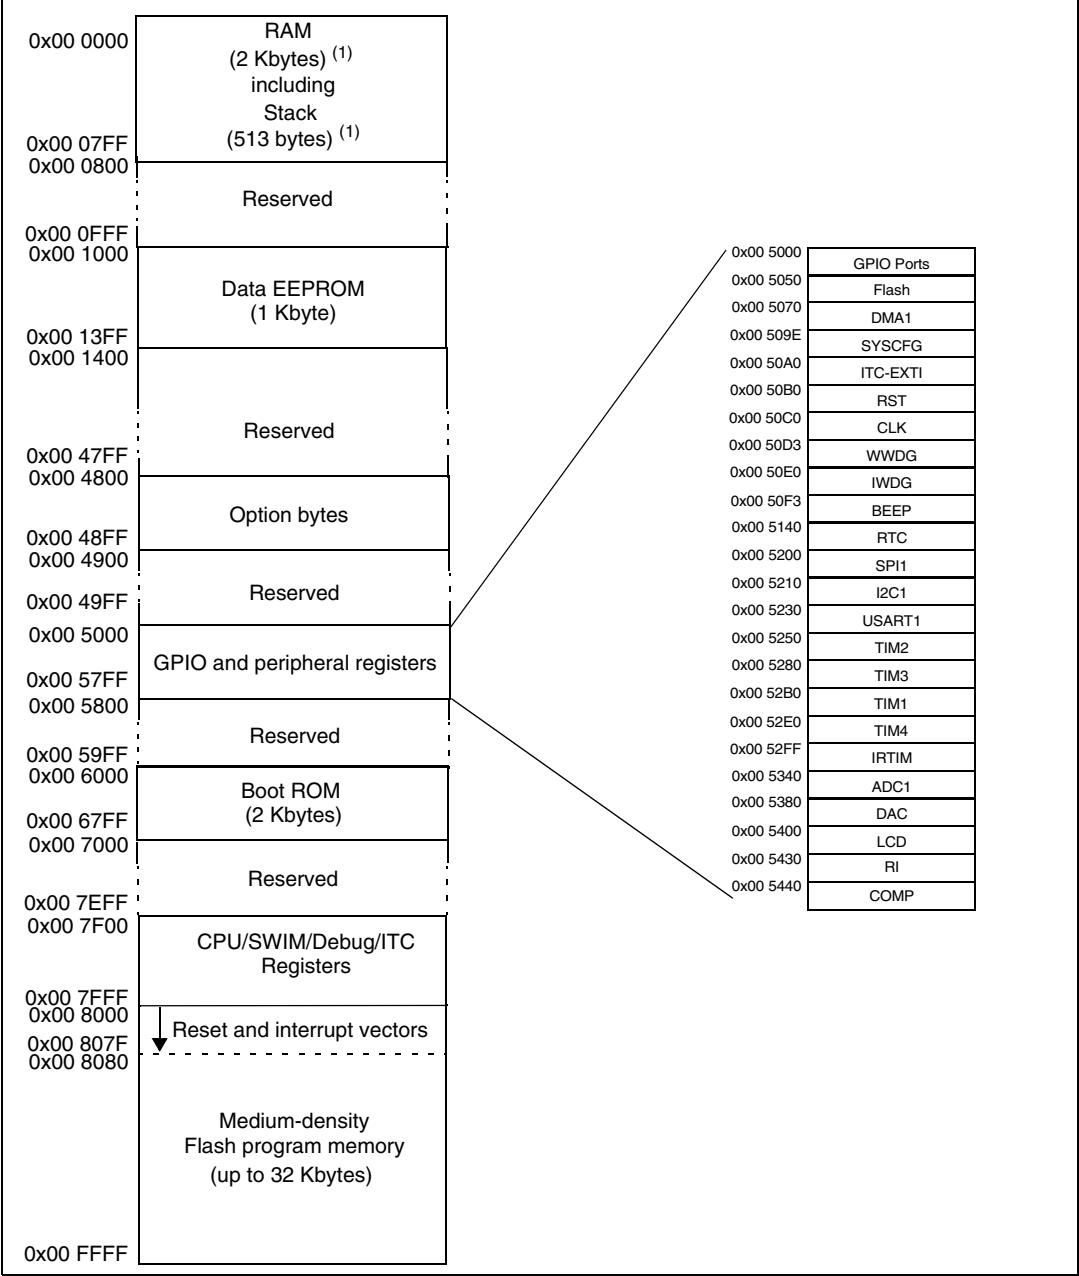 0x00 0000
RAM
(2 Kbytes) (1)
including
Stack
(513 bytes) (1)
0x00 07FF
0x00 0800
Reserved
0x00 0FFF
0x00 1000
Data EEPROM
(1 Kbyte)
0x00 13FF
0x00 1400
Reserved
0x00 47FF
0x00 4800
Option bytes
0x00 48FF
0x00 4900
Reserved
0x00 49FF
0x00 5000
GPIO and peripheral registers
0x00 57FF
0x00 5800
Reserved
0x00 59FF
0x00 6000
Boot ROM
(2 Kbytes)
0x00 67FF
0x00 7000
Reserved
0x00 7EFF
0x00 7F00
CPU/SWIM/Debug/ITC
Registers
0x00 7FFF
0x00 8000
Reset and interrupt vectors
0x00 807F
0x00 8080
Medium-density
Flash program memory
(up to 32 Kbytes)
0x00 FFFF
0x00 5000
GPIO Ports
0x00 5050
Flash
0x00 5070
DMA1
0x00 509E
SYSCFG
0x00 50A0
ITC-EXTI
0x00 50B0
RST
0x00 50C0
CLK
0x00 50D3
WWDG
0x00 50E0
IWDG
0x00 50F3
BEEP
0x00 5140
RTC
0x00 5200
SPI1
0x00 5210
I2C1
0x00 5230
USART1
0x00 5250
TIM2
0x00 5280
TIM3
0x00 52B0
TIM1
0x00 52E0
TIM4
0x00 52FF
IRTIM
0x00 5340
ADC1
0x00 5380
DAC
0x00 5400
LCD
0x00 5430
RI
0x00 5440
COMP